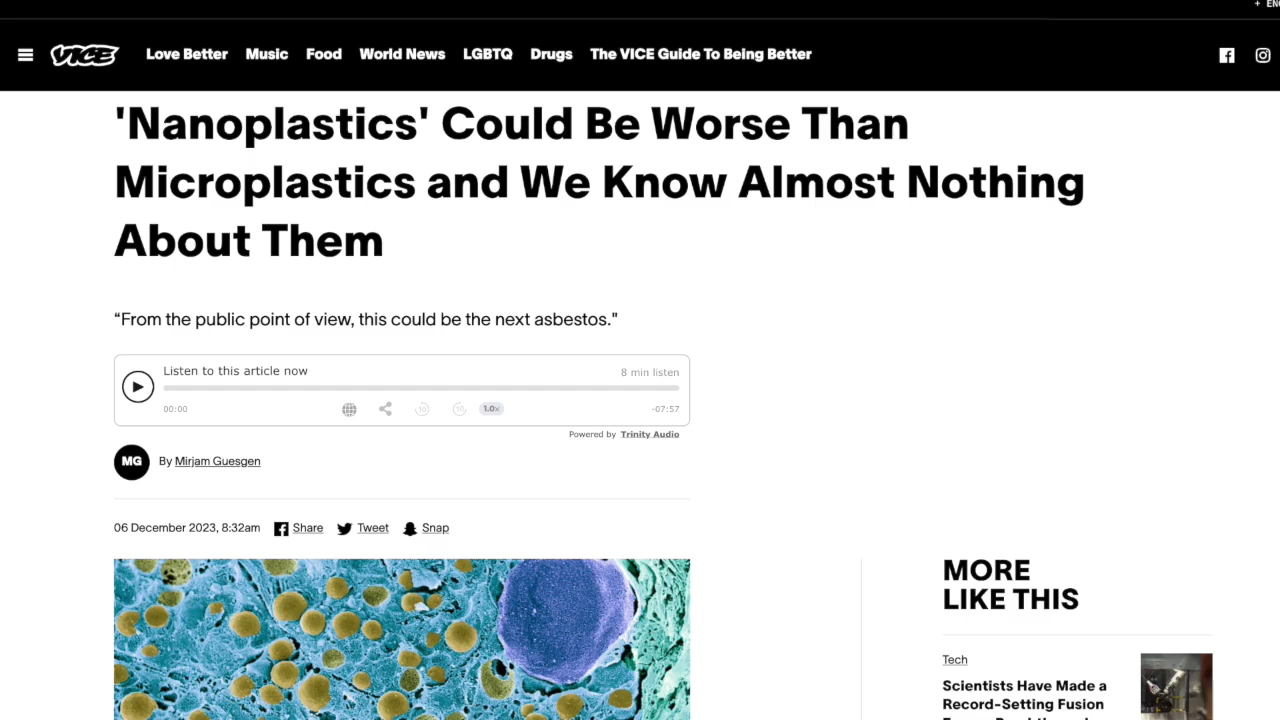 + EN
VICE
Love Better Music Food World News LGBTQ Drugs The VICE Guide To Being Better
'Nanoplastics' Could Be Worse Than
Microplastics and We Know Almost Nothing
About Them
“From the public point of view, this could be the next asbestos."
Listen to this article now
8 min listen
00:00
10
10
1.0x
-07:57
Powered by Trinity Audio
MG
By Mirjam Guesgen
06 December 2023, 8:32am Share Tweet Snap
MORE
LIKE THIS
Tech
Scientists Have Made a
Record-Setting Fusion